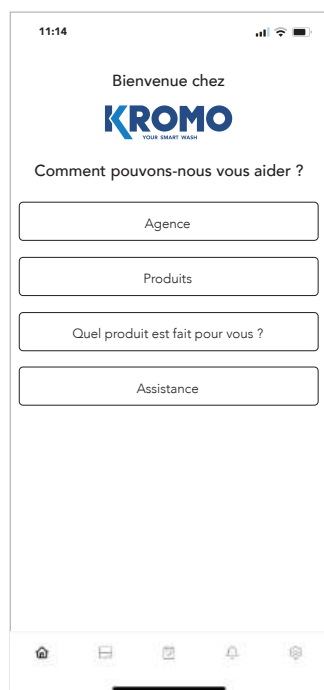 11:14
Bienvenue chez
KROMO
YOUR SMART WASH
Comment pouvons-nous vous aider ?
Agence
Produits
Quel produit est fait pour vous ?
Assistance